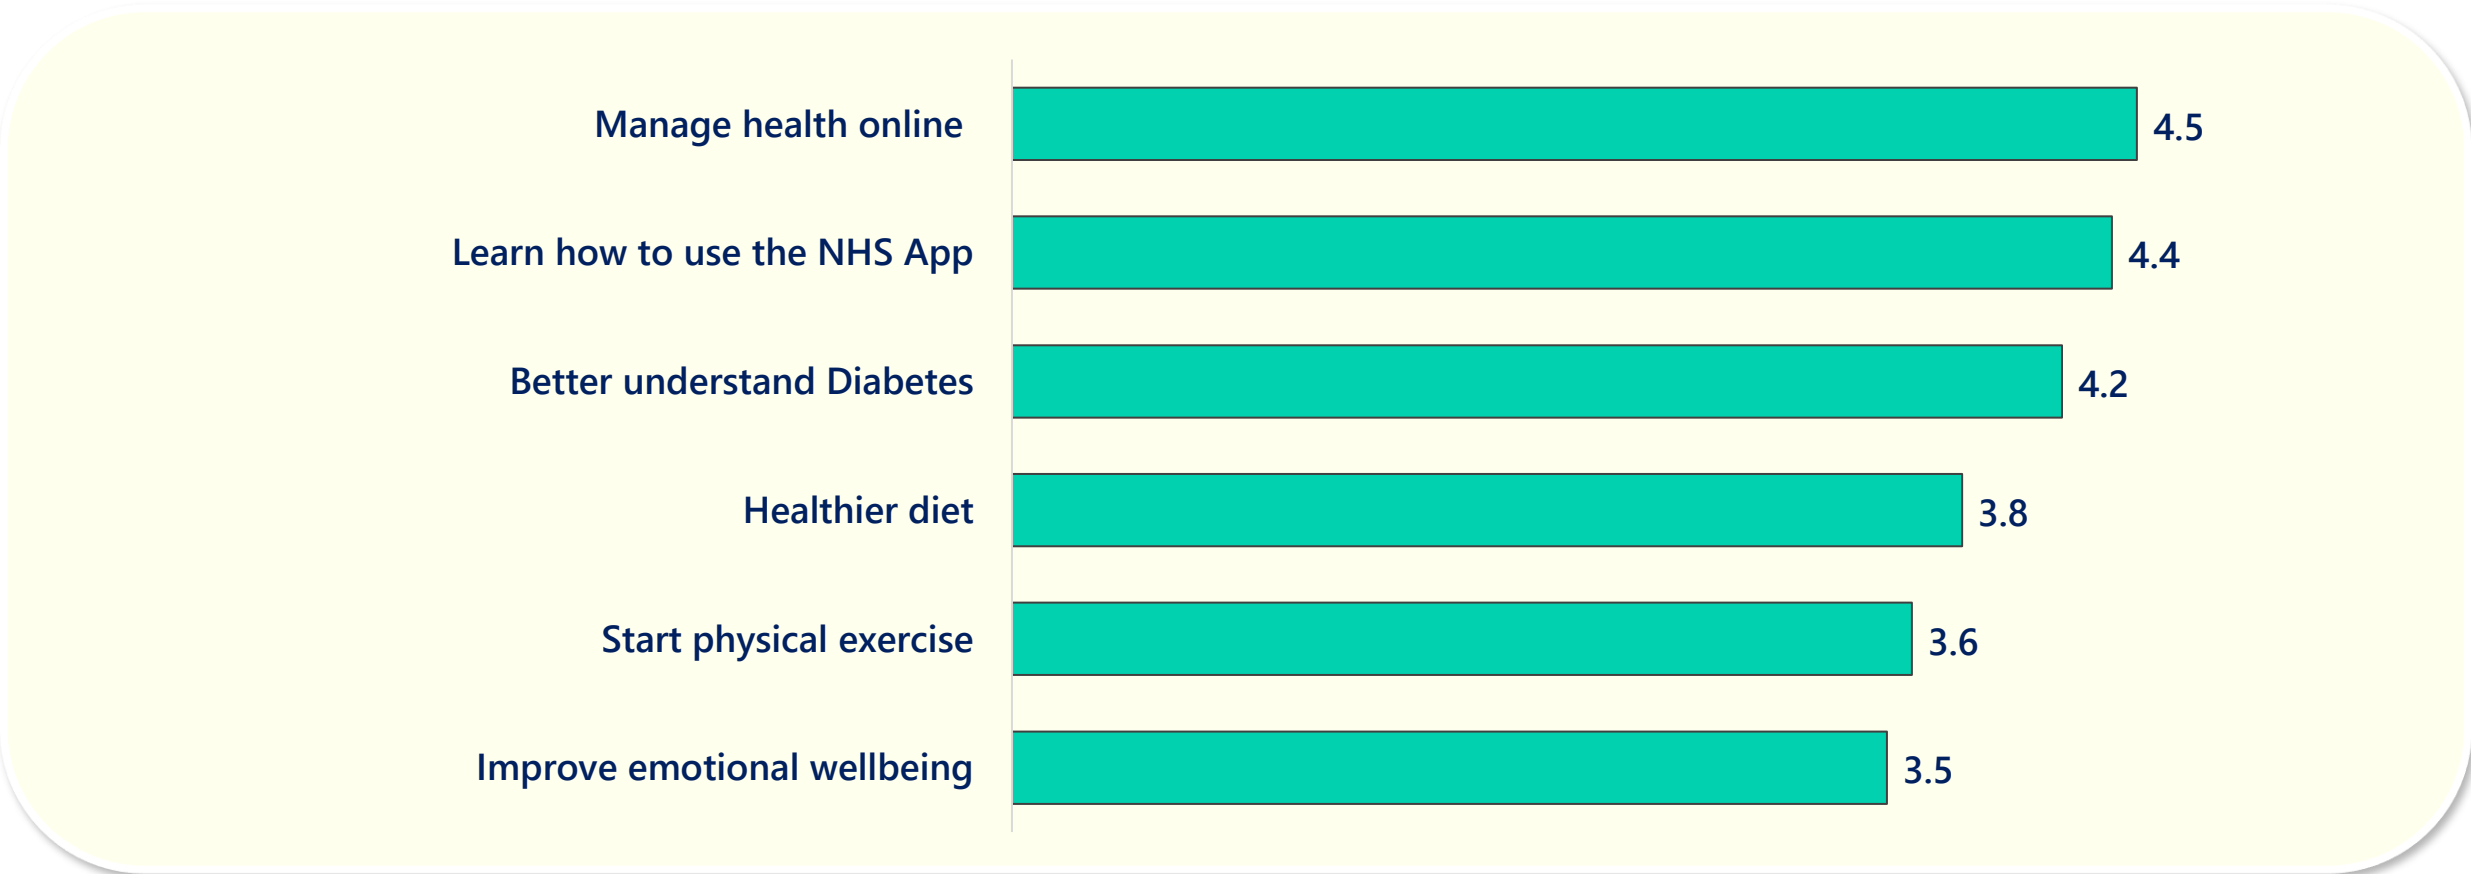 Manage health online 4.5
Learn how to use the NHS App 4.4
Better understand Diabetes 4.2
Healthier diet 3.8
Start physical exercise 3.6
Improve emotional wellbeing 3.5